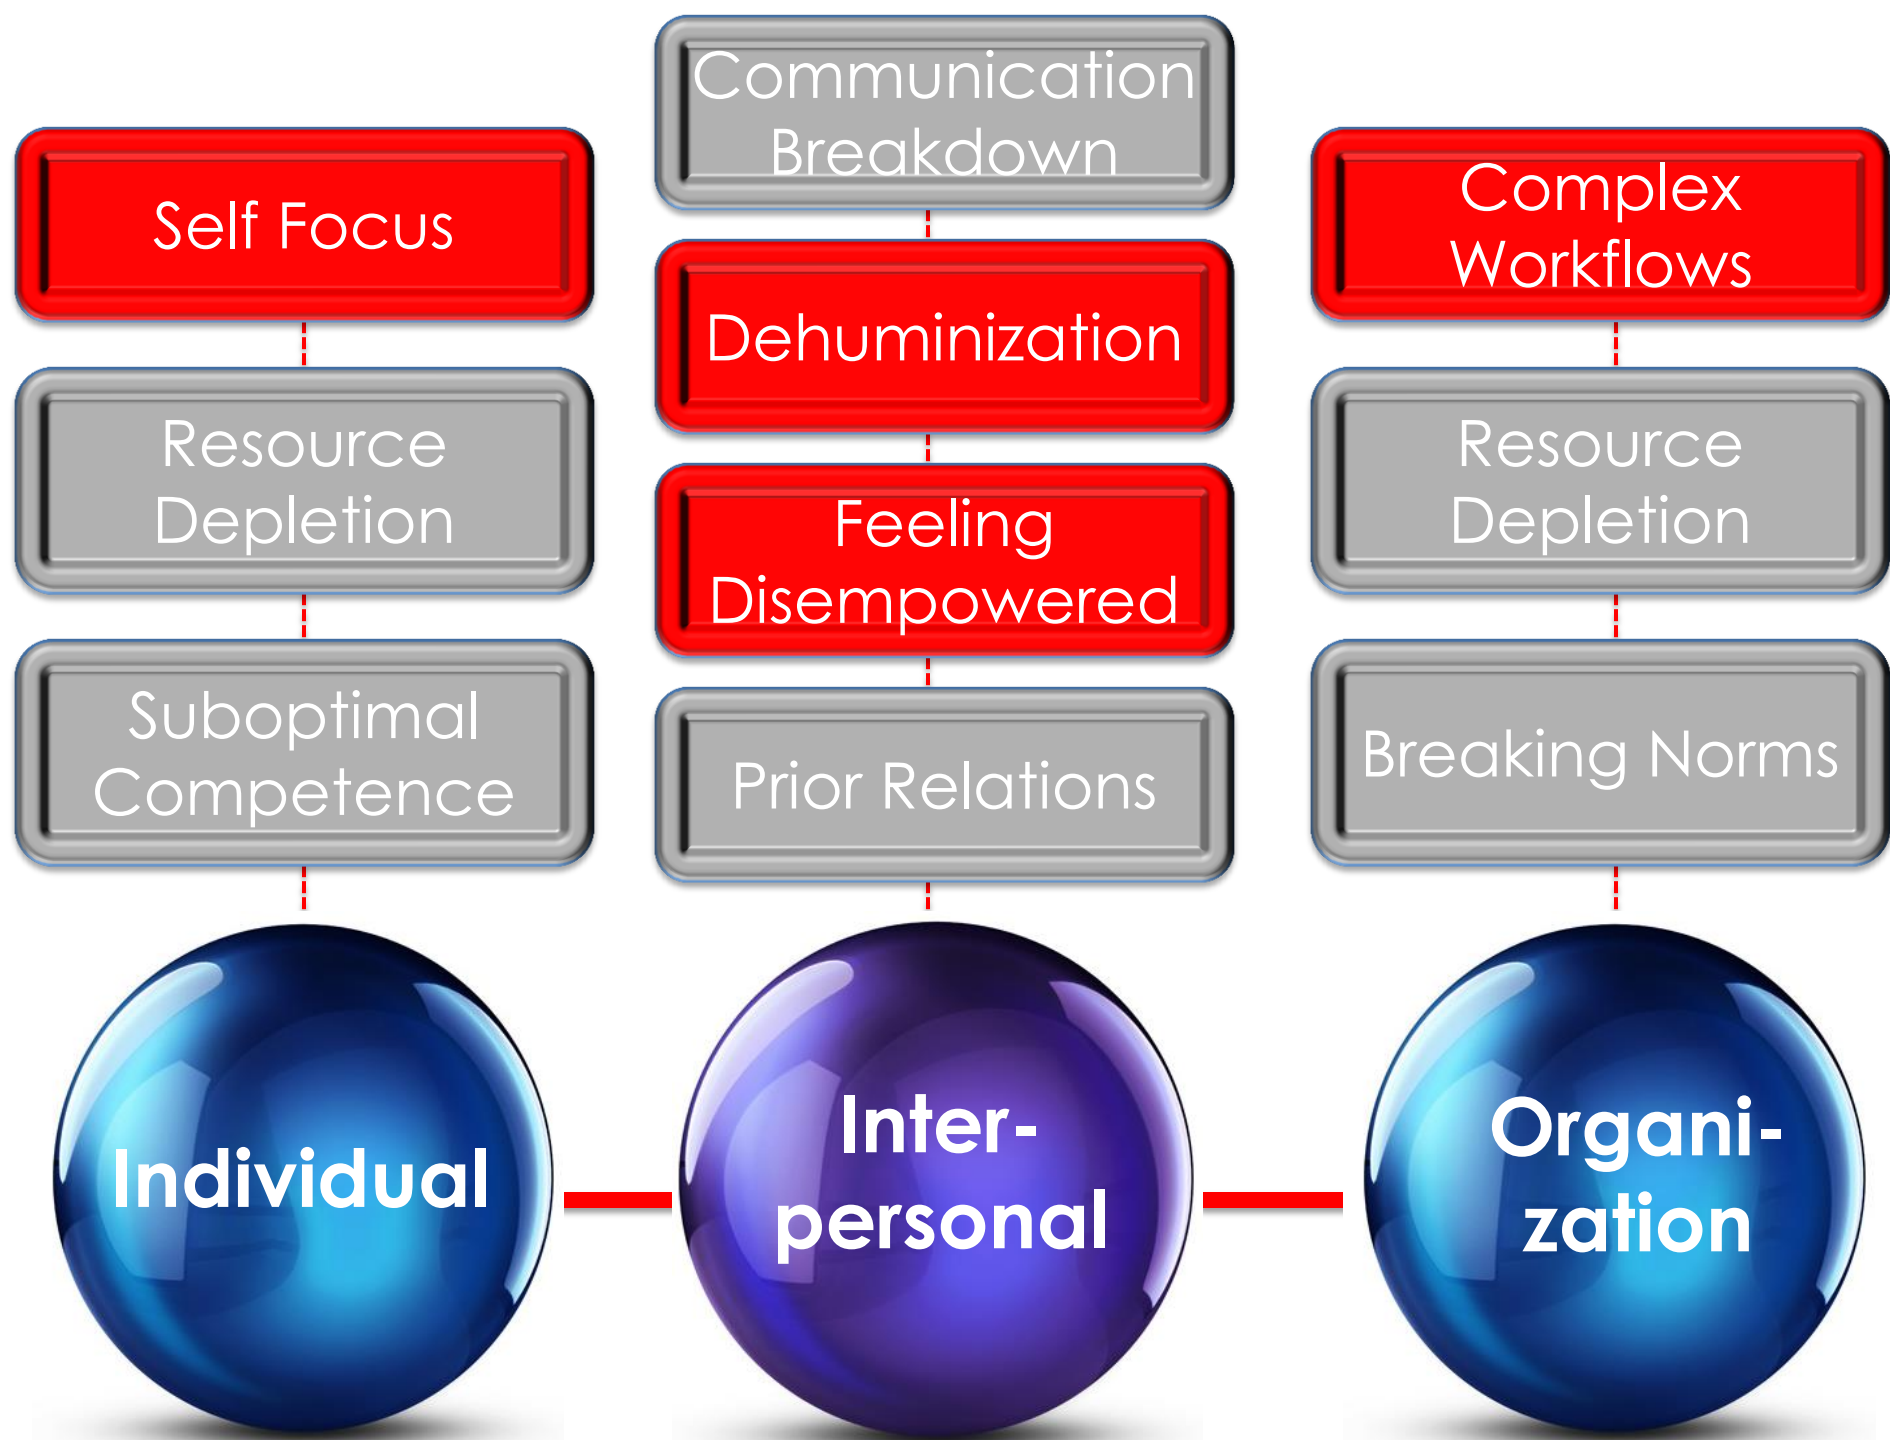 Self Focus
Resource
Depletion
Suboptimal
Competence
Individual
Communication
Breakdown
Dehuminization
Feeling
Disempowered
Prior Relations
Inter-
personal
Complex
Workflows
Resource
Depletion
Breaking Norms
Organi-
zation